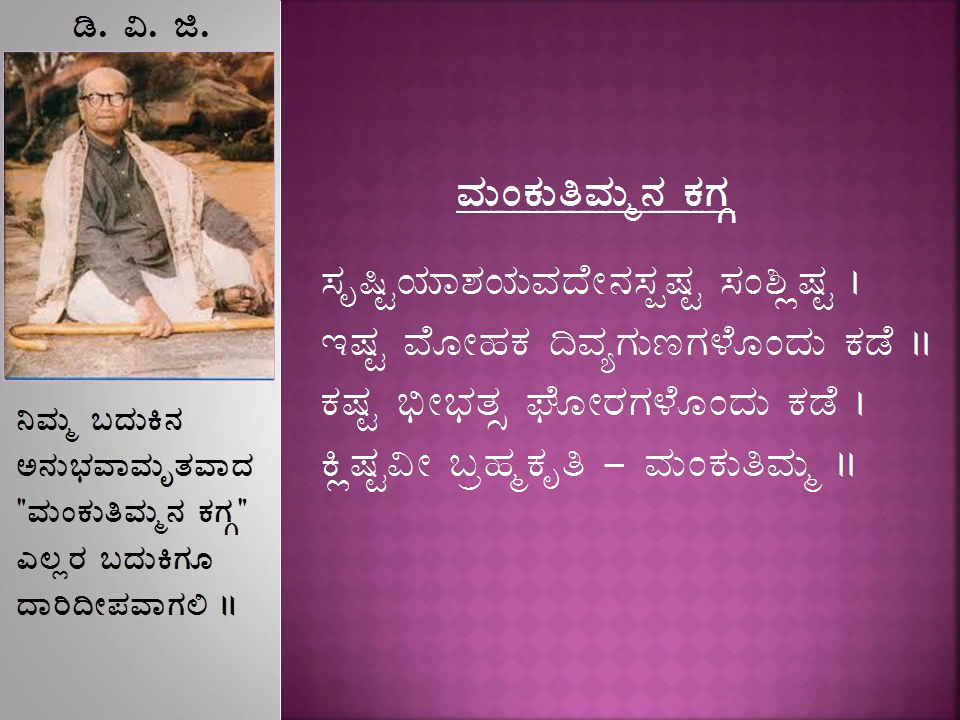 ಡಿ. ವಿ. ಜಿ.
ನಿಮ್ಮ ಬದುಕಿನ
ಅನುಭವಾಮೃತವಾದ
"ಮಂಕುತಿಮ್ಮನ ಕಗ್ಗ"
ಎಲ್ಲರ ಬದುಕಿಗೂ
ದಾರಿದೀಪವಾಗಲಿ ॥
ಮಂಕುತಿಮ್ಮನ ಕಗ್ಗ
ಸೃಷ್ಟಿಯಾಶಯವದೇನಸ್ಪಷ್ಟ ಸಂಶ್ಲಿಷ್ಟ ।
ಇಷ್ಟ ಮೋಹಕ ದಿವ್ಯಗುಣಗಳೊಂದು ಕಡೆ ॥
ಕಷ್ಟ ಭೀಭತ್ಸ ಘೋರಗಳೊಂದು ಕಡೆ ।
ಕ್ಲಿಷ್ಟವೀ ಬ್ರಹ್ಮಕೃತಿ – ಮಂಕುತಿಮ್ಮ ॥